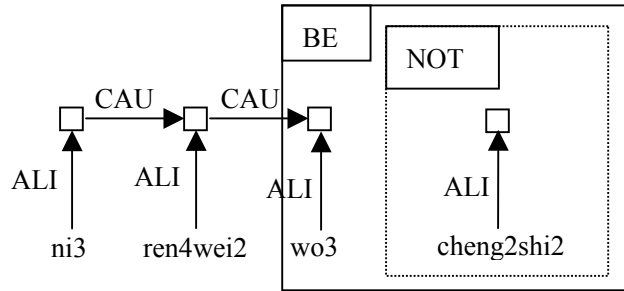 BE
NOT
CAU CAU
ALI ALI ALI ALI
ni3 ren4wei2 wo3 cheng2shi2